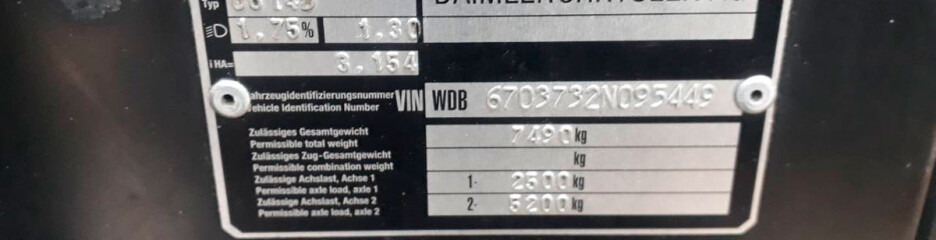 Typ
1.75% 1.30
i HA= 3.154
Fahrzeugidentifizierungsnummer
Vehicle Identification Number VIN WDB 6703732N095449
Zulässiges Gesamtgewicht
Permissible total weight 7490 kg
Zulässiges Zug-Gesamtgewicht
Permissible combination weight kg
Zulässige Achslast, Achse 1
Permissible axle load, axle 1 1- 2500 kg
Zulässige Achslast, Achse 2
Permissible axle load, axle 2 2- 5200 kg